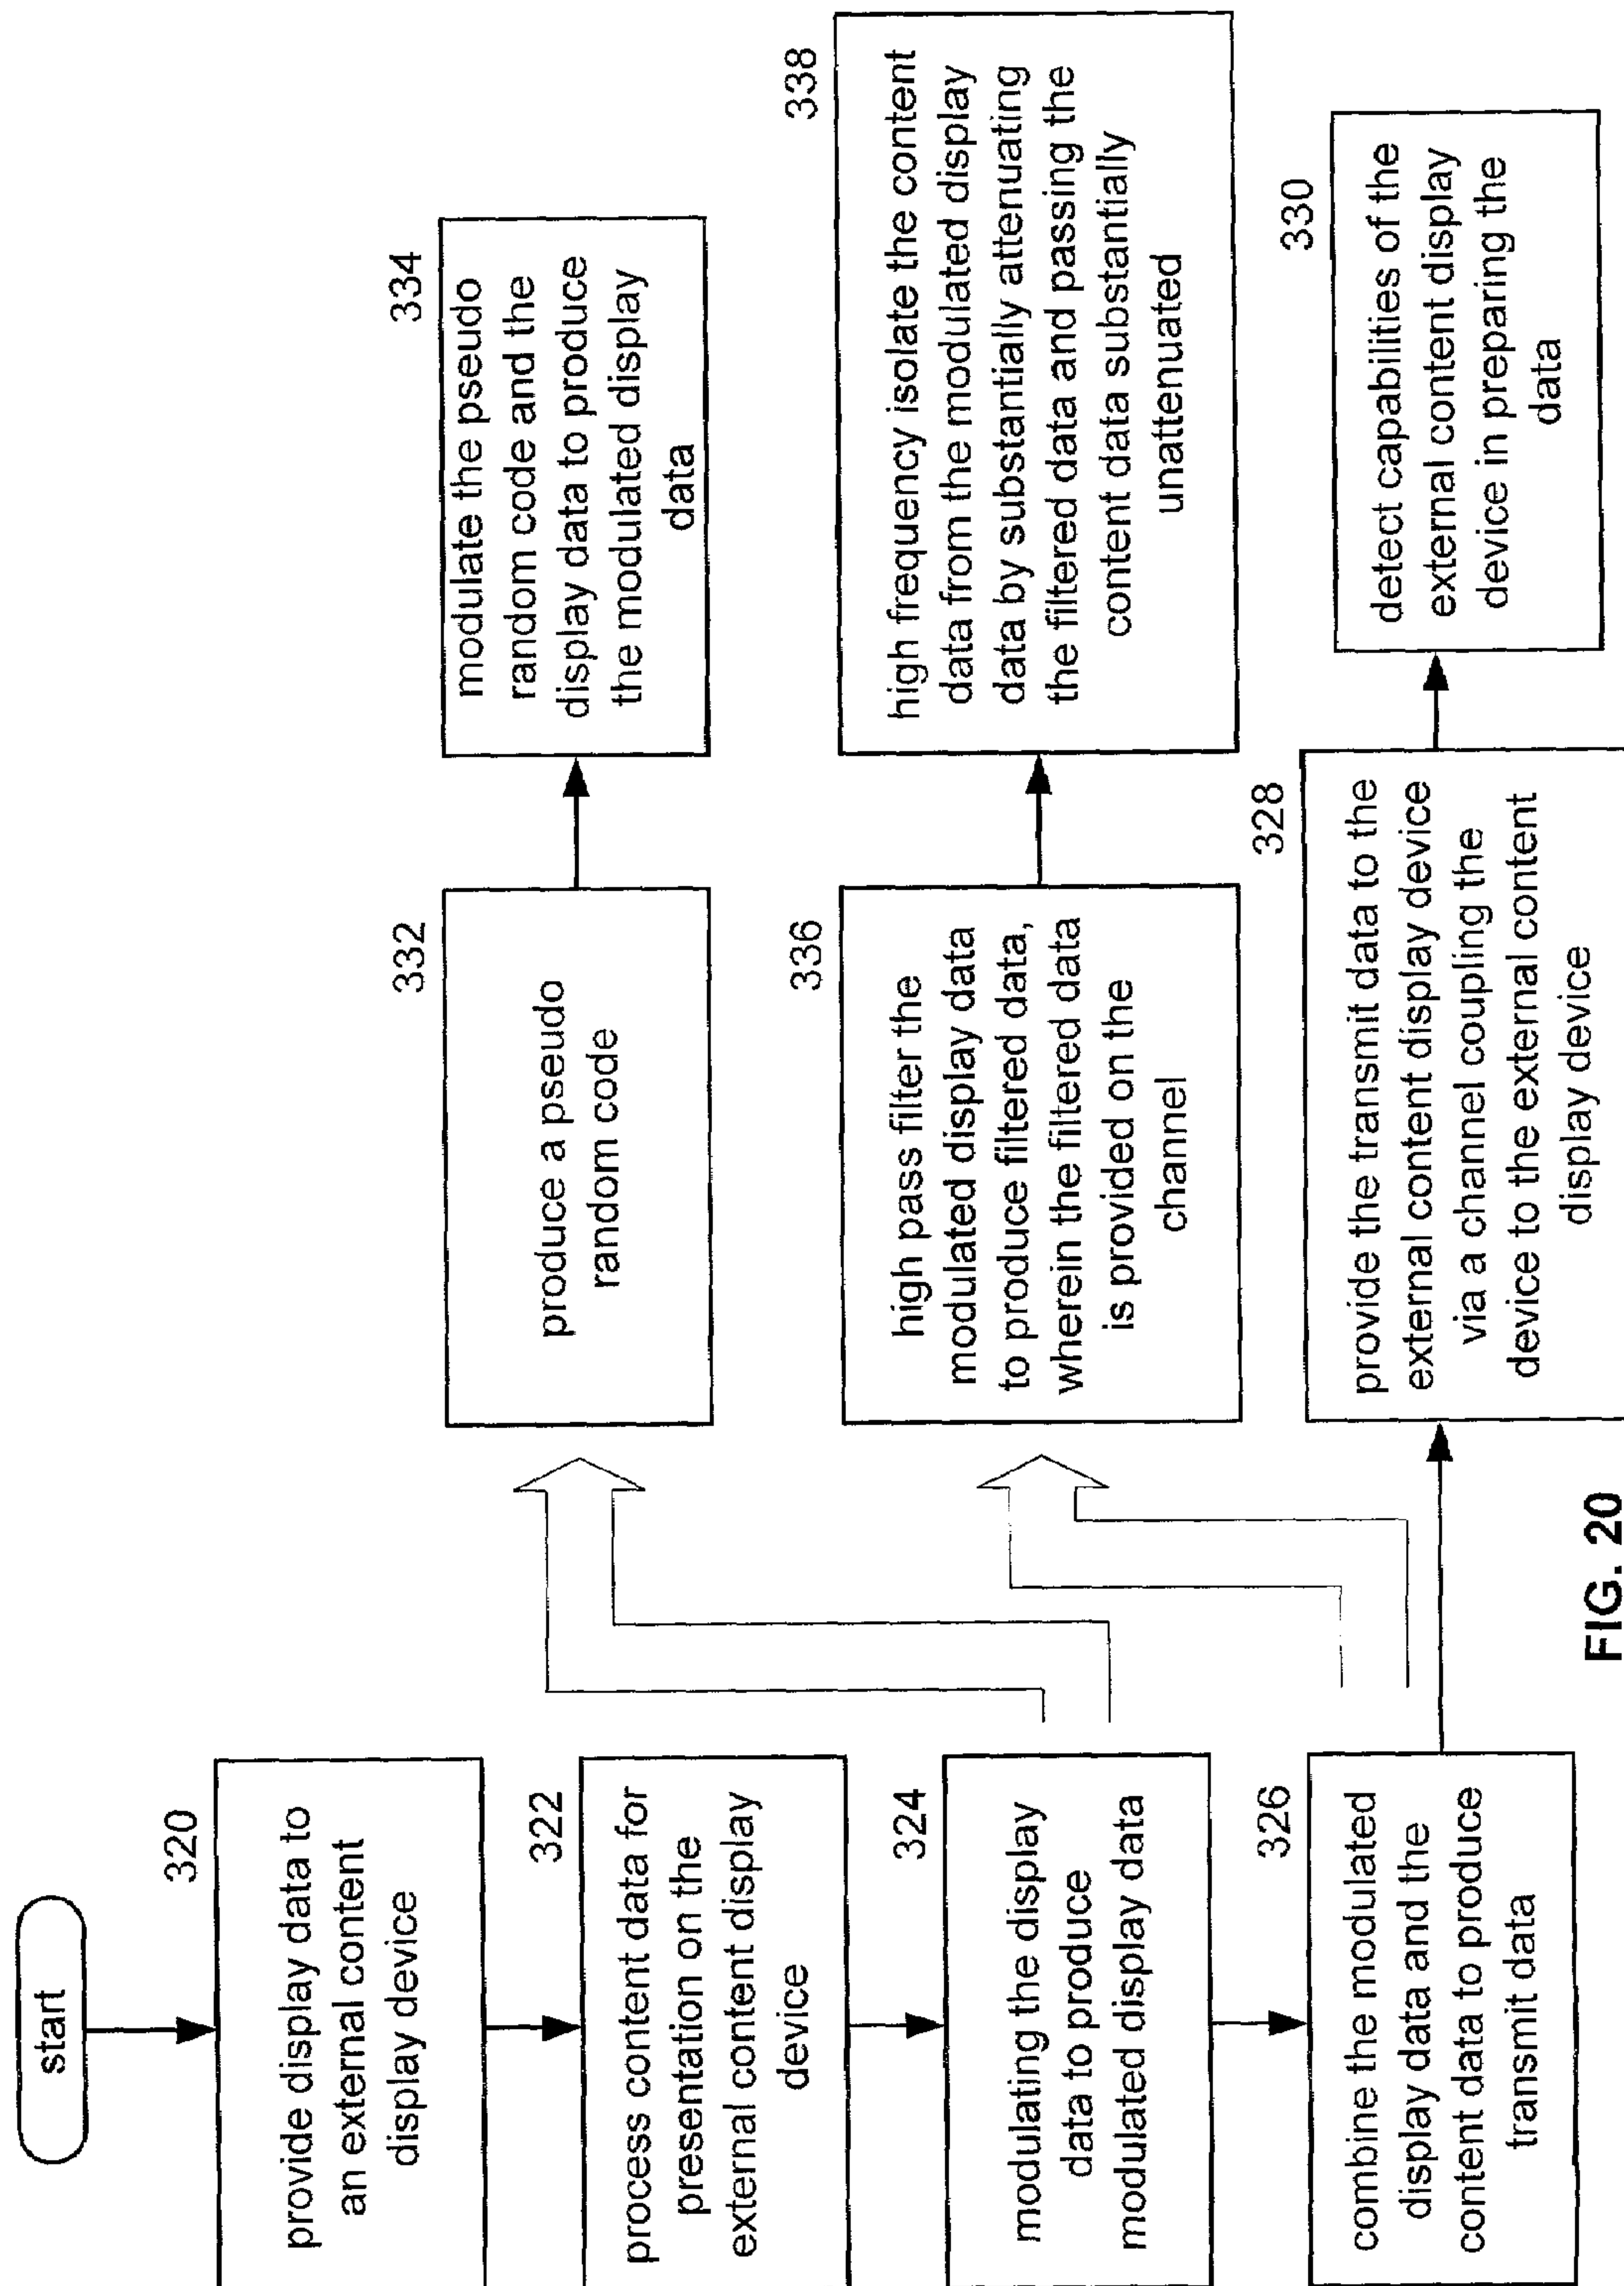 start
320
provide display data to
an external content
display device
322
process content data for
presentation on the
external content display
device
324
modulating the display
data to produce
modulated display data
326
combine the modulated
display data and the
content data to produce
transmit data
332
produce a pseudo
random code
334
modulate the pseudo
random code and the
display data to produce
the modulated display
data
336
high pass filter the
modulated display data
to produce filtered data,
wherein the filtered data
is provided on the
channel
338
high frequency isolate the content
data from the modulated display
data by substantially attenuating
the filtered data and passing the
content data substantially
unattenuated
328
provide the transmit data to the
external content display device
via a channel coupling the
device to the external content
display device
330
detect capabilities of the
external content display
device in preparing the
data
FIG. 20